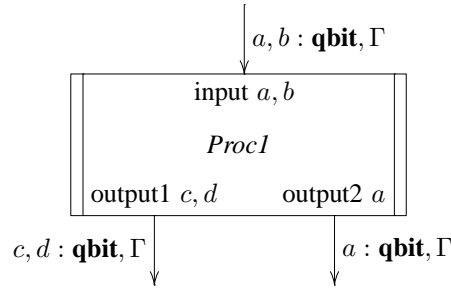 a, b : qbit, Γ
input a, b
Proc1
output1 c, d output2 a
c, d : qbit, Γ a : qbit, Γ